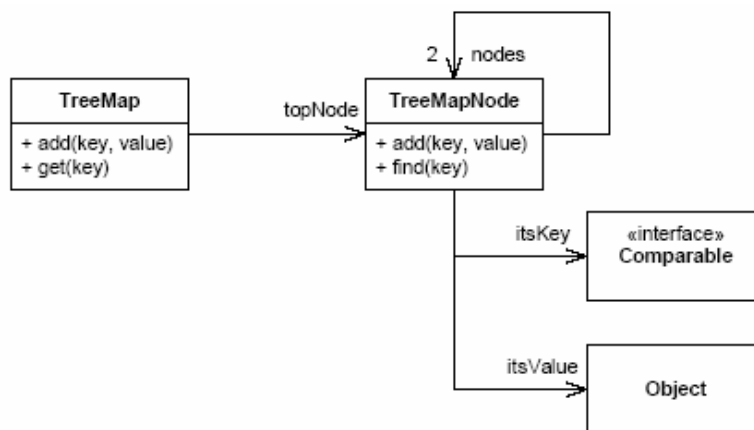 2 nodes
TreeMap
topNode
TreeMapNode
+ add(key, value)
+ get(key)
+ add(key, value)
+ find(key)
itsKey
«interface»
Comparable
itsValue
Object